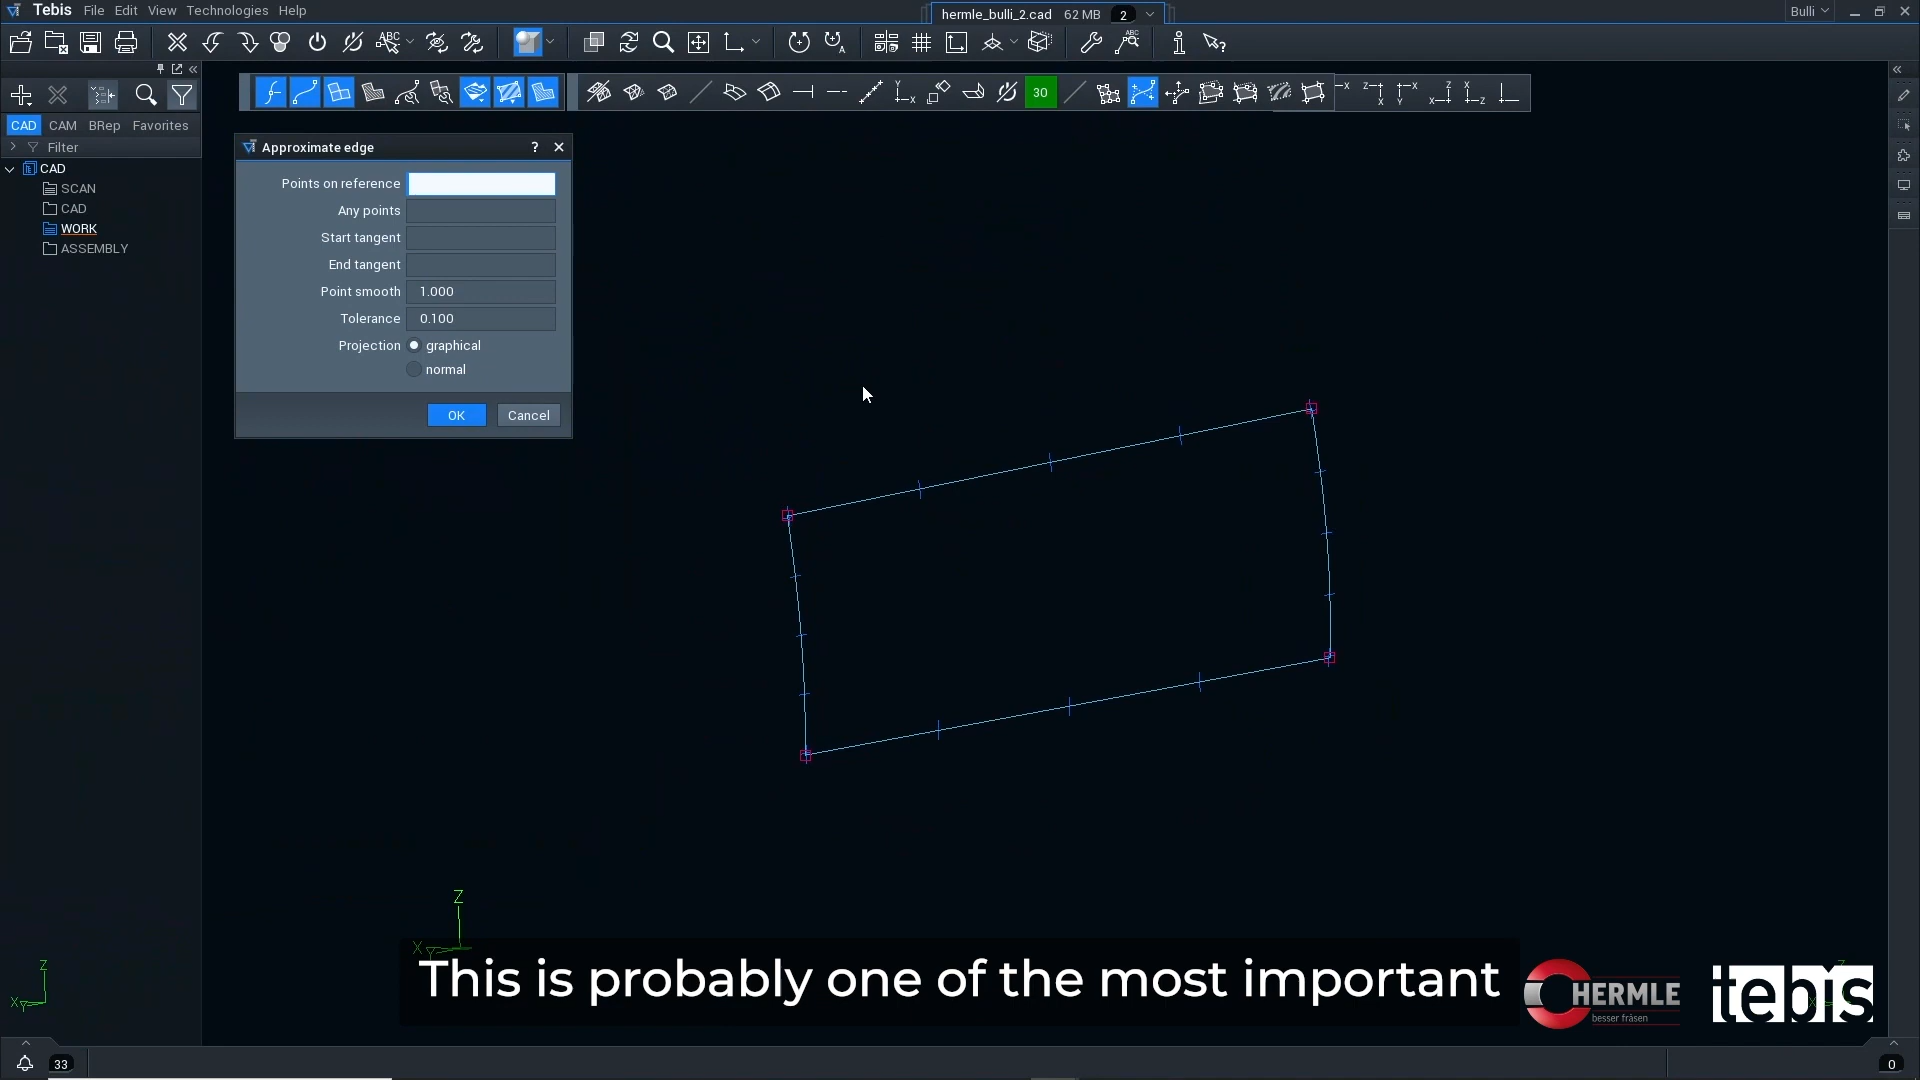 Tebis File Edit View Technologies Help
hermle_bulli_2.cad 62 MB 2
Bulli
ABC
A
ABC
30
CAD CAM BRep Favorites
Filter
CAD
SCAN
CAD
WORK
ASSEMBLY
Approximate edge ? ×
Points on reference
Any points
Start tangent
End tangent
Point smooth 1.000
Tolerance 0.100
Projection graphical
normal
OK Cancel
Z
X Y
Z
X Y
This is probably one of the most important
HERMLE
besser fräsen
tebis
33
0